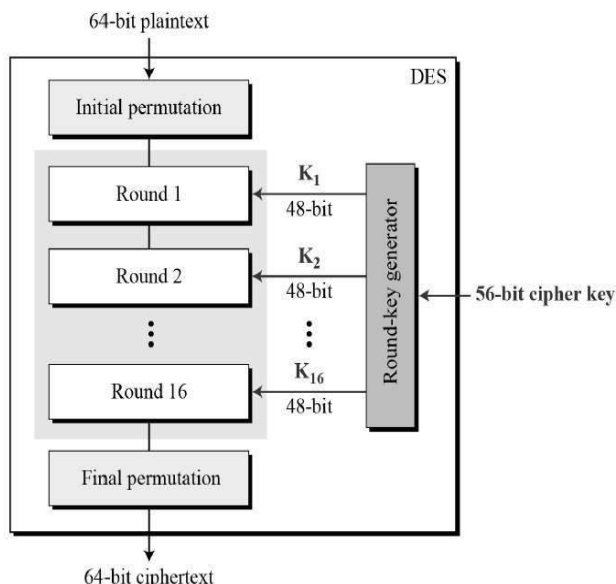 64-bit plaintext
DES
Initial permutation
Round 1
K1
48-bit
Round 2
K2
48-bit
Round 16
K16
48-bit
Round-key generator
56-bit cipher key
Final permutation
64-bit ciphertext